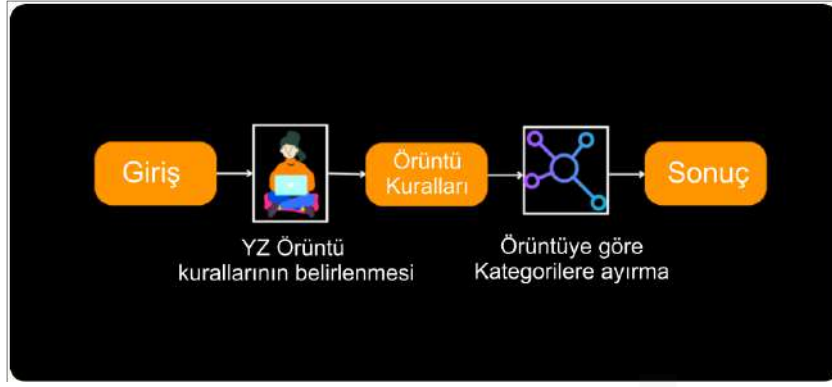 Giriş
YZ Örüntü
kurallarının belirlenmesi
Örüntü
Kuralları
Örüntüye göre
Kategorilere ayırma
Sonuç